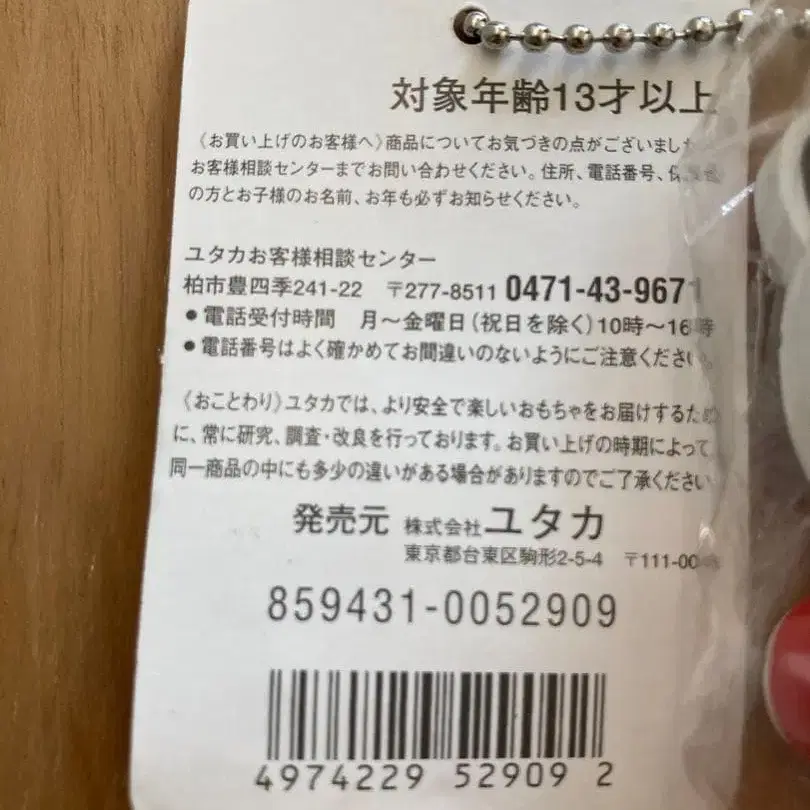 対象年齢13才以上
《お買い上げのお客様へ》商品についてお気づきの点がございました
お客様相談センターまでお問い合わせください。住所、電話番号、保護者
の方とお子様のお名前、お年も必ずお知らせください。
ユタカお客様相談センター
柏市豊四季241-22 〒277-8511 0471-43-9671
●電話受付時間 月～金曜日(祝日を除く)10時～16時
●電話番号はよく確かめてお間違いのないようにご注意ください。
《おことわり》ユタカでは、より安全で楽しいおもちゃをお届けするため
に、常に研究、調査・改良を行っております。お買い上げの時期によって
同一商品の中にも多少の違いがある場合がありますのでご了承ください
発売元 株式会社ユタカ
東京都台東区駒形2-5-4 〒111-00
859431-0052909
4974229 52909 2